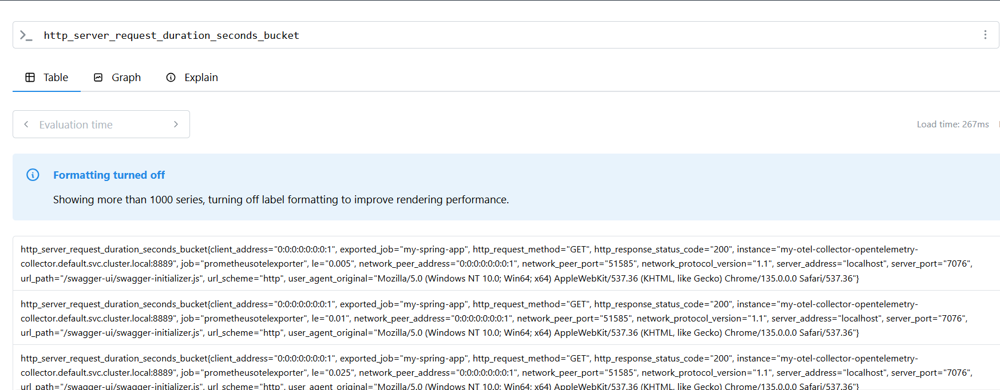 http_server_request_duration_seconds_bucket
Table Graph Explain
Evaluation time
Load time: 267ms
Formatting turned off
Showing more than 1000 series, turning off label formatting to improve rendering performance.
http_server_request_duration_seconds_bucket{client_address="0:0:0:0:0:0:0:1", exported_job="my-spring-app", http_request_method="GET", http_response_status_code="200", instance="my-otel-collector-opentelemetry-
collector.default.svc.cluster.local:8889", job="prometheusotelexporter", le="0.005", network_peer_address="0:0:0:0:0:0:0:1", network_peer_port="51585", network_protocol_version="1.1", server_address="localhost", server_port="7076",
url_path="/swagger-ui/swagger-initializer.js", url_scheme="http", user_agent_original="Mozilla/5.0 (Windows NT 10.0; Win64; x64) AppleWebKit/537.36 (KHTML, like Gecko) Chrome/135.0.0.0 Safari/537.36"}
http_server_request_duration_seconds_bucket{client_address="0:0:0:0:0:0:0:1", exported_job="my-spring-app", http_request_method="GET", http_response_status_code="200", instance="my-otel-collector-opentelemetry-
collector.default.svc.cluster.local:8889", job="prometheusotelexporter", le="0.01", network_peer_address="0:0:0:0:0:0:0:1", network_peer_port="51585", network_protocol_version="1.1", server_address="localhost", server_port="7076",
url_path="/swagger-ui/swagger-initializer.js", url_scheme="http", user_agent_original="Mozilla/5.0 (Windows NT 10.0; Win64; x64) AppleWebKit/537.36 (KHTML, like Gecko) Chrome/135.0.0.0 Safari/537.36"}
http_server_request_duration_seconds_bucket{client_address="0:0:0:0:0:0:0:1", exported_job="my-spring-app", http_request_method="GET", http_response_status_code="200", instance="my-otel-collector-opentelemetry-
collector.default.svc.cluster.local:8889", job="prometheusotelexporter", le="0.025", network_peer_address="0:0:0:0:0:0:0:1", network_peer_port="51585", network_protocol_version="1.1", server_address="localhost", server_port="7076",
url_path="/swagger-ui/swagger-initializer.js", url_scheme="http", user_agent_original="Mozilla/5.0 (Windows NT 10.0; Win64; x64) AppleWebKit/537.36 (KHTML, like Gecko) Chrome/135.0.0.0 Safari/537.36"}